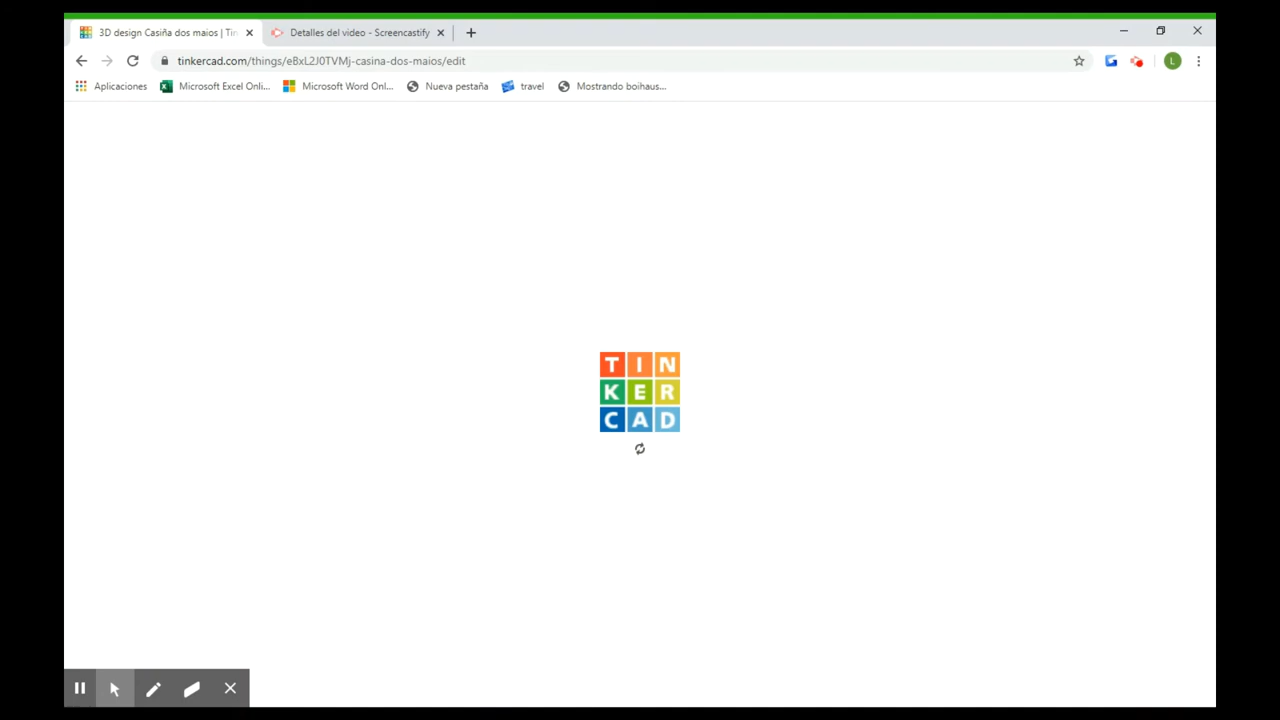 3D design Casiña dos maios | Tin
Detalles del video - Screencastify
tinkercad.com/things/eBxL2J0TVMj-casina-dos-maios/edit
L
Aplicaciones
Microsoft Excel Onli...
Microsoft Word Onl...
Nueva pestaña
travel
Mostrando boihaus...
TIN
KER
CAD